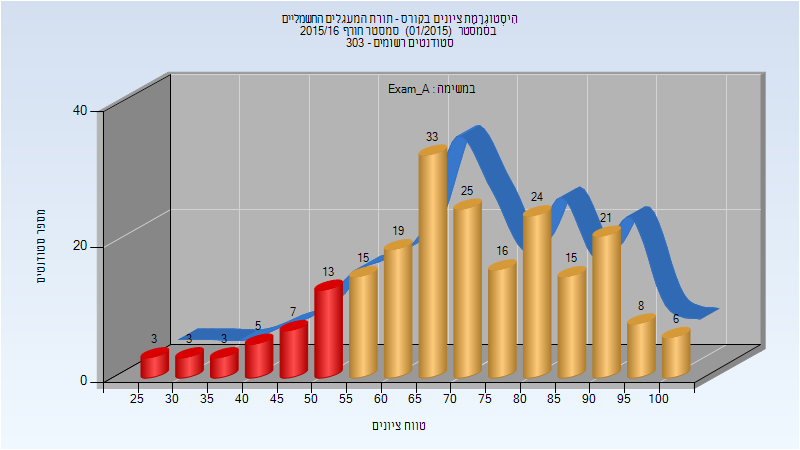 היסטוגרמת ציונים בקורס - תורת המעגלים החשמליים
בסמסטר (01/2015) סמסטר חורף 2015/16
סטודנטים רשומים - 303
במשימה : Exam_A
מספר סטודנטים
40
20
0
3 3 3 5 7 13 15 19 33 25 16 24 15 21 8 6
25 30 35 40 45 50 55 60 65 70 75 80 85 90 95 100
טווח ציונים